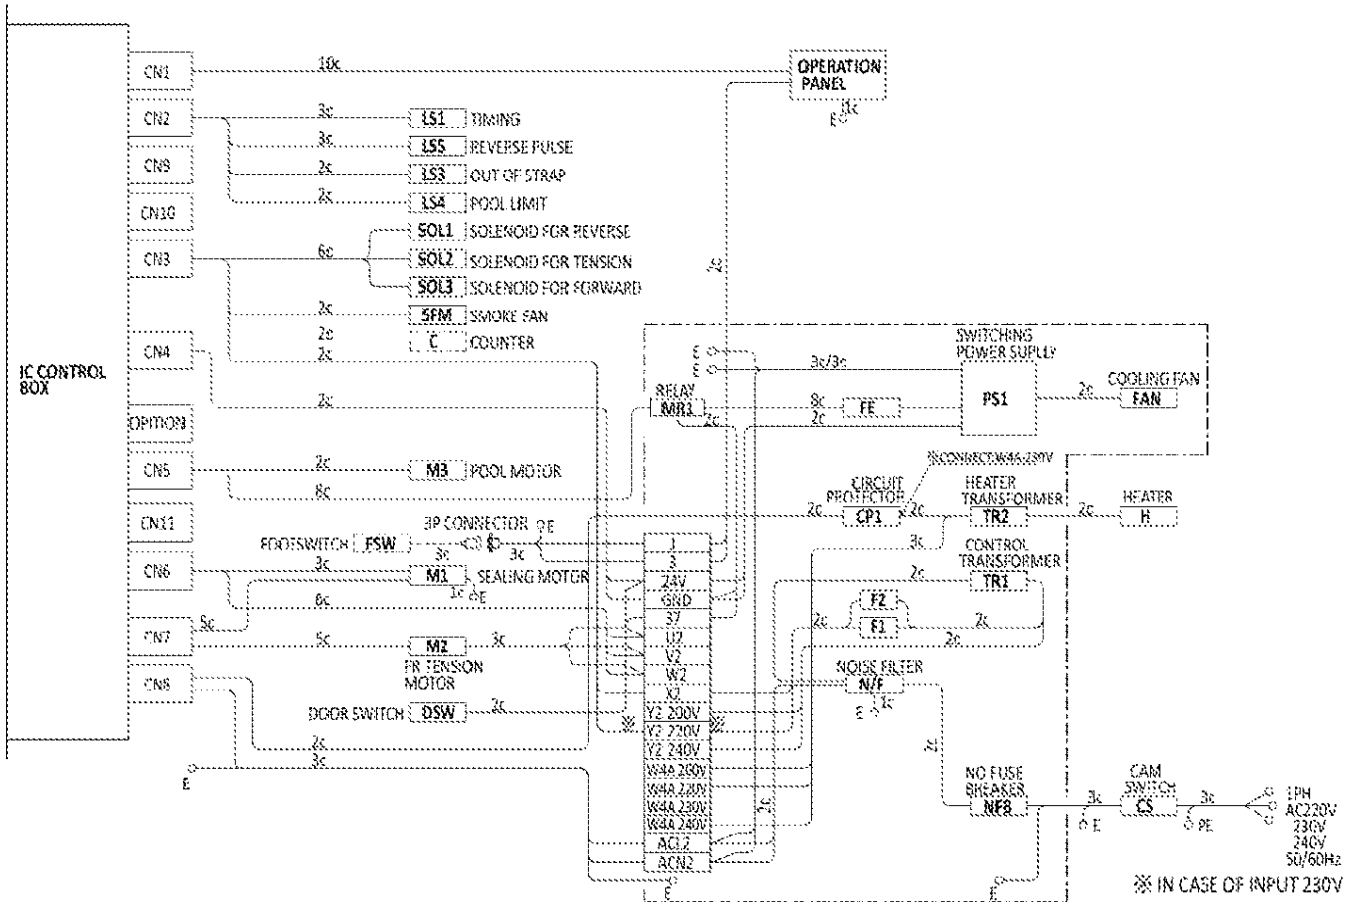 CN1
10c
OPERATION
PANEL
1c
E
CN2
3c
LS1 TIMING
3c
LS5 REVERSE PULSE
CN9
2c
LS3 OUT OF STRAP
2c
LS4 POOL LIMIT
CN10
SOL1 SOLENOID FOR REVERSE
CN3
6c
SOL2 SOLENOID FOR TENSION
2c
SOL3 SOLENOID FOR FORWARD
2c
SFM SMOKE FAN
2c
C COUNTER
2c
CN4
IC CONTROL
BOX
2c
SWITCHING
POWER SUPLLY
E
E
3c/3c
PS1
2c
COOLING FAN
FAN
RELAY
MR1
8c
FE
2c
2c
OPITION
CN5
2c
M3 POOL MOTOR
8c
※CONNECT:W4A-230V
CIRCUIT
PROTECTOR
2c
CP1
2c
HEATER
TRANSFORMER
TR2
2c
HEATER
H
CN11
3P CONNECTOR
E
FOOTSWITCH FSW
3c
3c
1
3
3c
CONTROL
TRANSFORMER
2c
TR1
CN6
3c
M1 SEALING MOTOR
1c
E
24V
GND
6c
F2
37
2c
F1
2c
2c
5c
CN7
5c
M2
3c
FR TENSION
MOTOR
U2
V2
W2
X2
NOISE FILTER
N/F
1c
E
CN8
DOOR SWITCH DSW
2c
Y2 200V
※ Y2 220V ※
Y2 240V
2c
3c
E
W4A 200V
W4A 220V
W4A 230V
W4A 240V
2c
2c
NO FUSE
BREAKER
NFB
3c
E
CAM
SWITCH
CS
3c
PE
1PH
AC220V
230V
240V
50/60Hz
ACL2
ACN2
E
E
※ IN CASE OF INPUT 230V